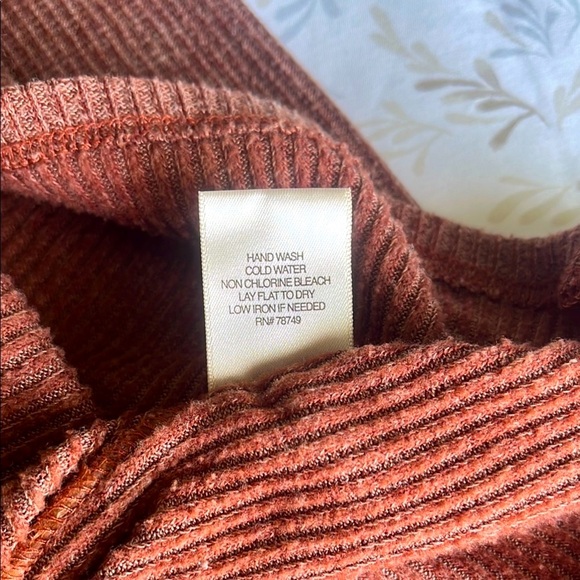 HAND WASH
COLD WATER
NON CHLORINE BLEACH
LAY FLAT TO DRY
LOW IRON IF NEEDED
RN# 78749